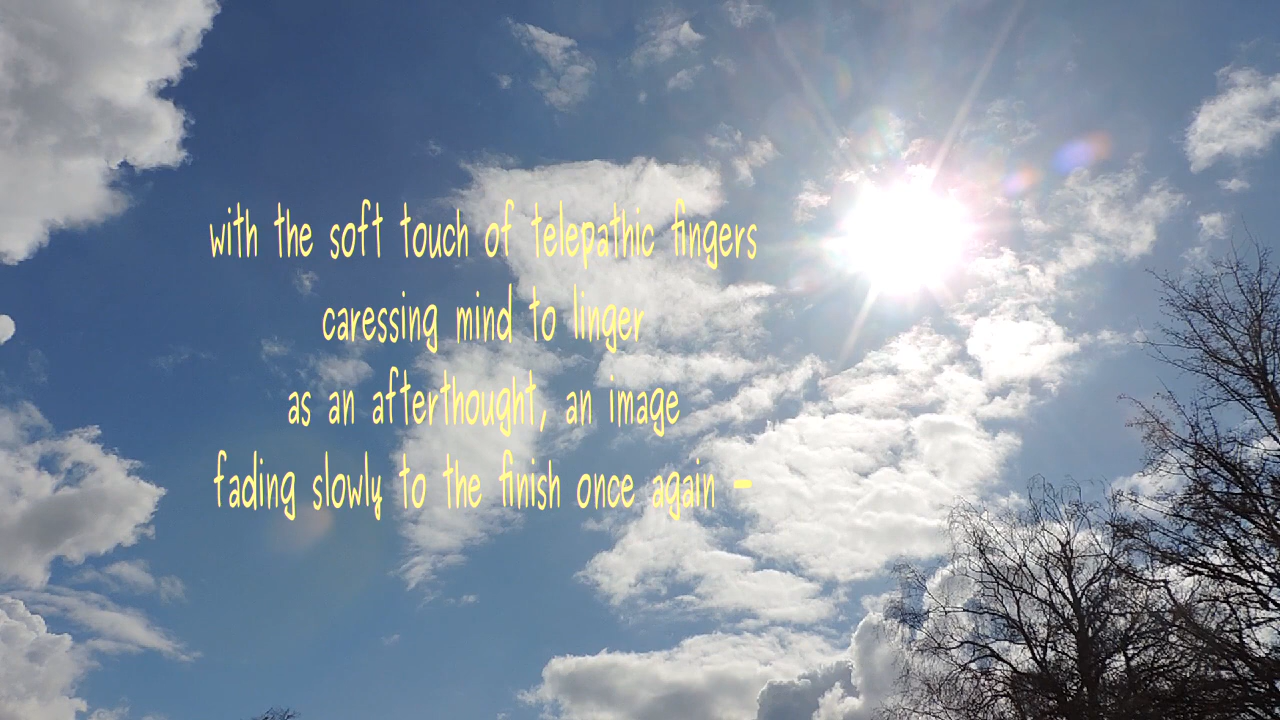 with the soft touch of telepathic fingers
caressing mind to linger
as an afterthought, an image
fading slowly to the finish once again -